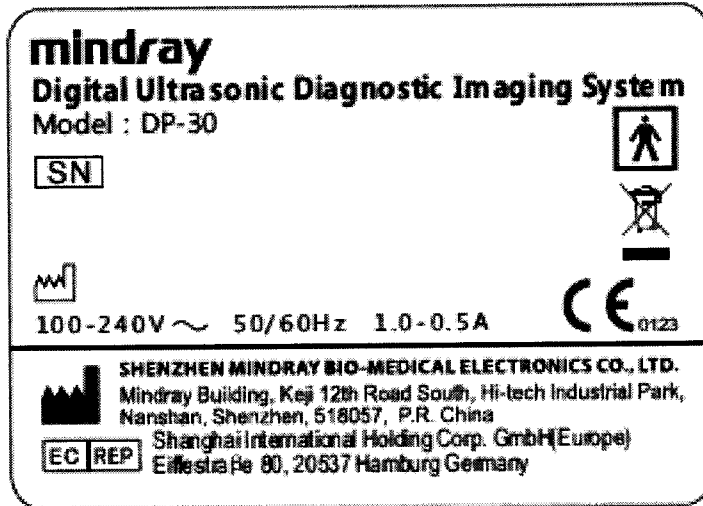 mindray
Digital Ultrasonic Diagnostic Imaging System
Model : DP-30
SN
100-240V ~ 50/60Hz 1.0-0.5A
CE 0123
SHENZHEN MINDRAY BIO-MEDICAL ELECTRONICS CO., LTD.
Mindray Building, Keji 12th Road South, Hi-tech Industrial Park,
Nanshan, Shenzhen, 518057, P.R. China
EC REP
Shanghai International Holding Corp. GmbH(Europe)
Eiffestraβe 80, 20537 Hamburg Germany